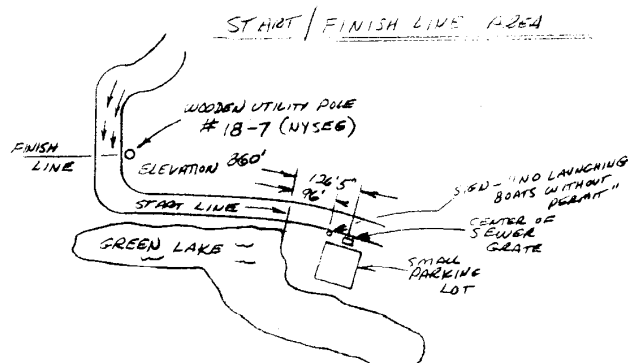 START / FINISH LINE AREA
WOODEN UTILITY POLE
# 18-7 (NYSEG)
FINISH
LINE
ELEVATION 860'
126'5"
96'
SIGN - "NO LAUNCHING
BOATS WITHOUT
PERMIT"
START LINE
CENTER OF
SEWER
GRATE
GREEN LAKE
SMALL
PARKING
LOT